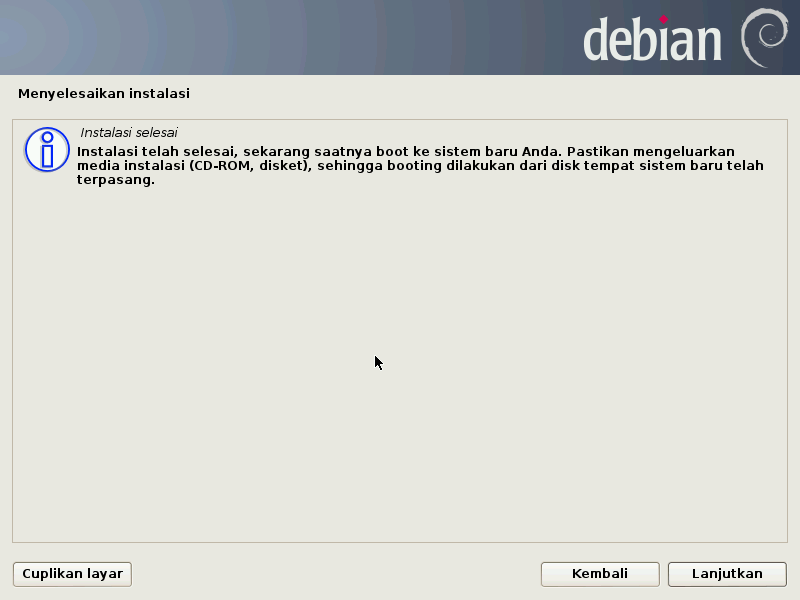 debian
Menyelesaikan instalasi
Instalasi selesai
Instalasi telah selesai, sekarang saatnya boot ke sistem baru Anda. Pastikan mengeluarkan
media instalasi (CD-ROM, disket), sehingga booting dilakukan dari disk tempat sistem baru telah
terpasang.
Cuplikan layar
Kembali
Lanjutkan